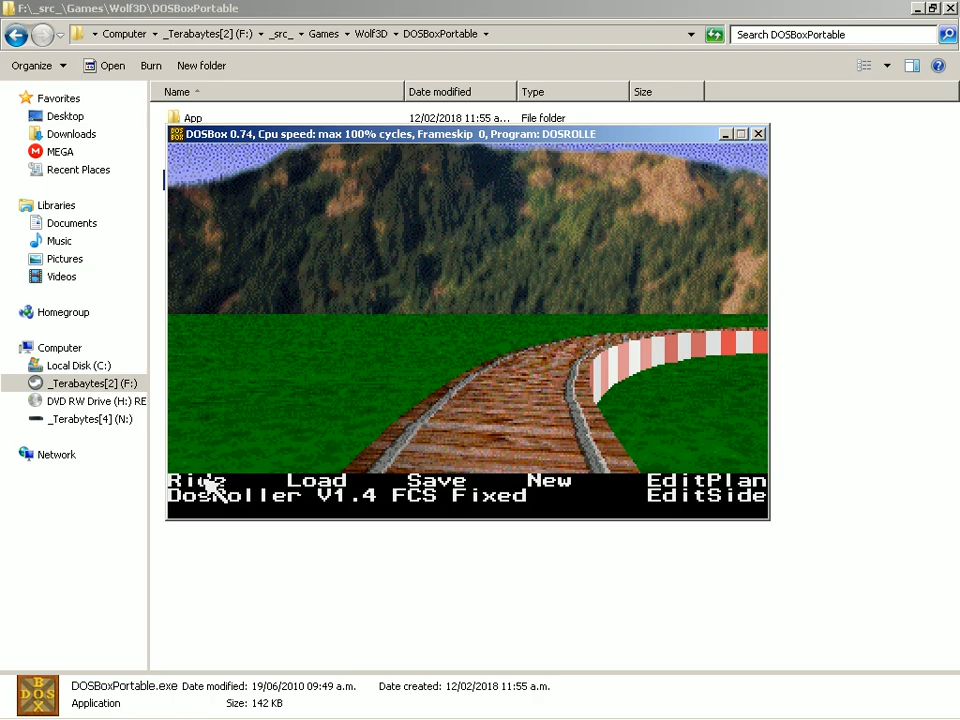 F:\_src_\Games\Wolf3D\DOSBoxPortable
Computer _Terabaytes[2] (F:) _src_ Games Wolf3D DOSBoxPortable Search DOSBoxPortable
Organize Open Burn New folder
Name Date modified Type Size
Favorites
Desktop
Downloads
MEGA
Recent Places
Libraries
Documents
Music
Pictures
Videos
Homegroup
Computer
Local Disk (C:)
_Terabaytes[2] (F:)
DVD RW Drive (H:) RE
_Terabytes[4] (N:)
Network
App 12/02/2018 11:55 a... File folder
DOSBox 0.74, Cpu speed: max 100% cycles, Frameskip 0, Program: DOSROLLE
Ride Load Save New EditPlan
DosRoller V1.4 FCS Fixed EditSide
DOSBoxPortable.exe Date modified: 19/06/2010 09:49 a.m. Date created: 12/02/2018 11:55 a.m.
Application Size: 142 KB
DOS
BOX